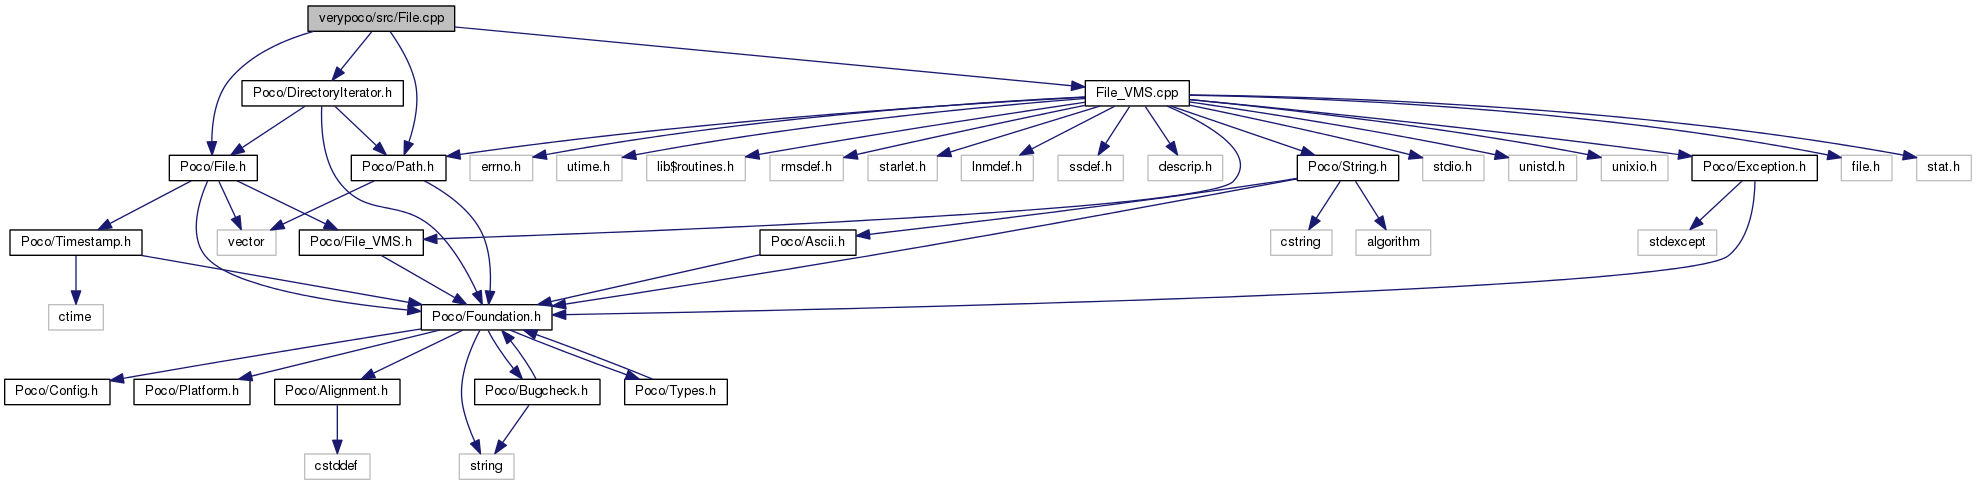 verypoco/src/File.cpp
Poco/DirectoryIterator.h
File_VMS.cpp
Poco/File.h
Poco/Path.h
errno.h
utime.h
lib$routines.h
rmsdef.h
starlet.h
lnmdef.h
ssdef.h
descrip.h
Poco/String.h
stdio.h
unistd.h
unixio.h
Poco/Exception.h
file.h
stat.h
Poco/Timestamp.h
vector
Poco/File_VMS.h
Poco/Ascii.h
cstring
algorithm
stdexcept
ctime
Poco/Foundation.h
Poco/Config.h
Poco/Platform.h
Poco/Alignment.h
Poco/Bugcheck.h
Poco/Types.h
cstddef
string